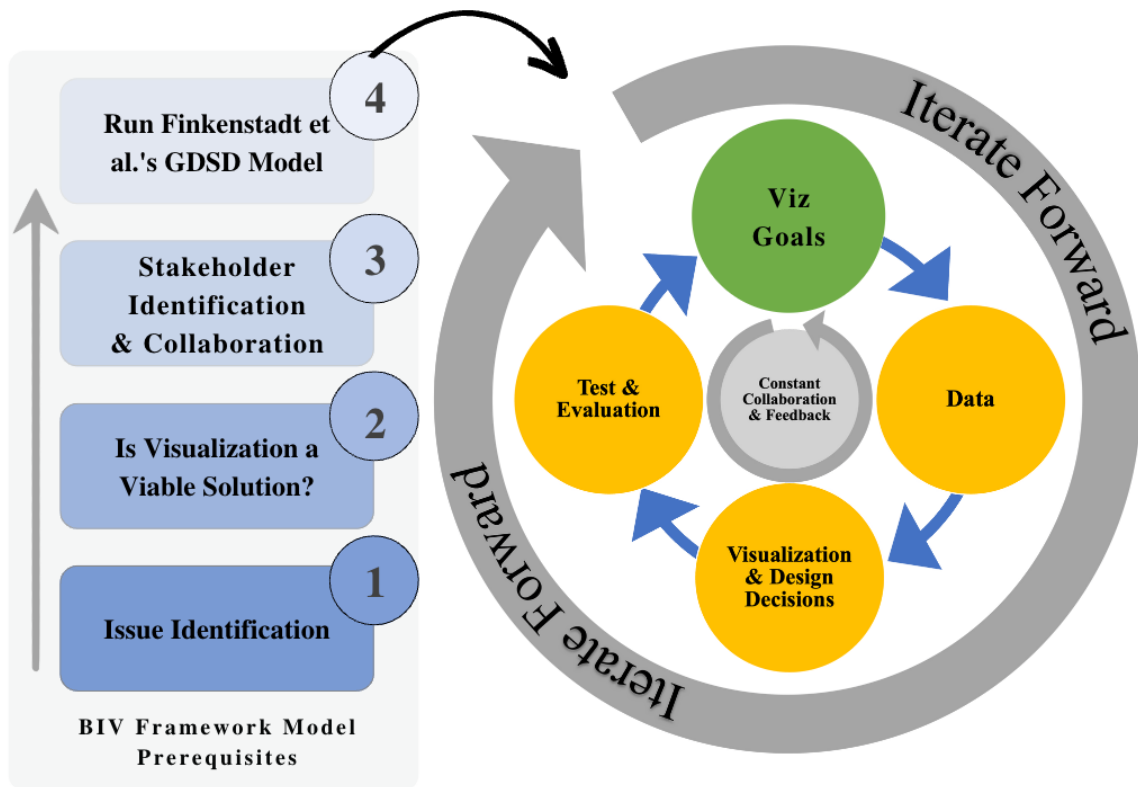 4
Run Finkenstadt et
al.'s GDSD Model
3
Stakeholder
Identification
& Collaboration
2
Is Visualization a
Viable Solution?
1
Issue Identification
BIV Framework Model
Prerequisites
Iterate Forward
Viz
Goals
Data
Visualization
& Design
Decisions
Test &
Evaluation
Constant
Collaboration
& Feedback
Iterate Forward